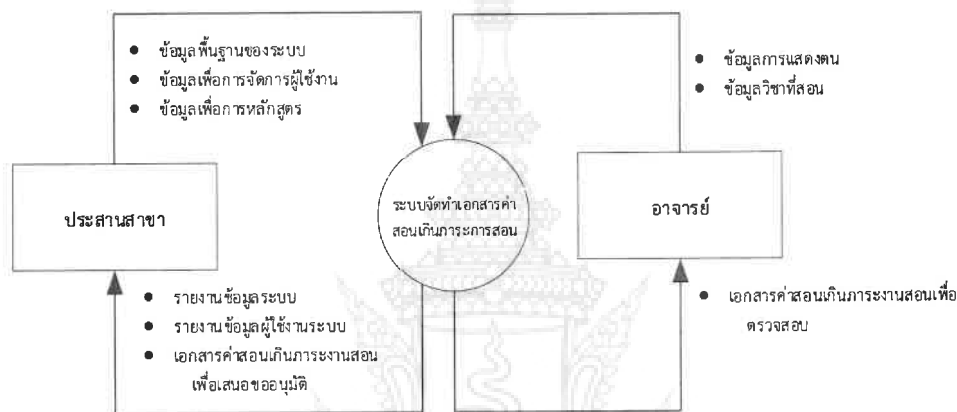 ● ข้อมูลพื้นฐานของระบบ
● ข้อมูลเพื่อการจัดการผู้ใช้งาน
● ข้อมูลเพื่อการหลักสูตร
● ข้อมูลการแสดงตน
● ข้อมูลวิชาที่สอน
ประสานสาขา
ระบบจัดทำเอกสารค่า
สอนเกินภาระการสอน
อาจารย์
● รายงานข้อมูลระบบ
● รายงานข้อมูลผู้ใช้งานระบบ
● เอกสารค่าสอนเกินภาระงานสอน
เพื่อเสนอขออนุมัติ
● เอกสารค่าสอนเกินภาระงานสอนเพื่อ
ตรวจสอบ